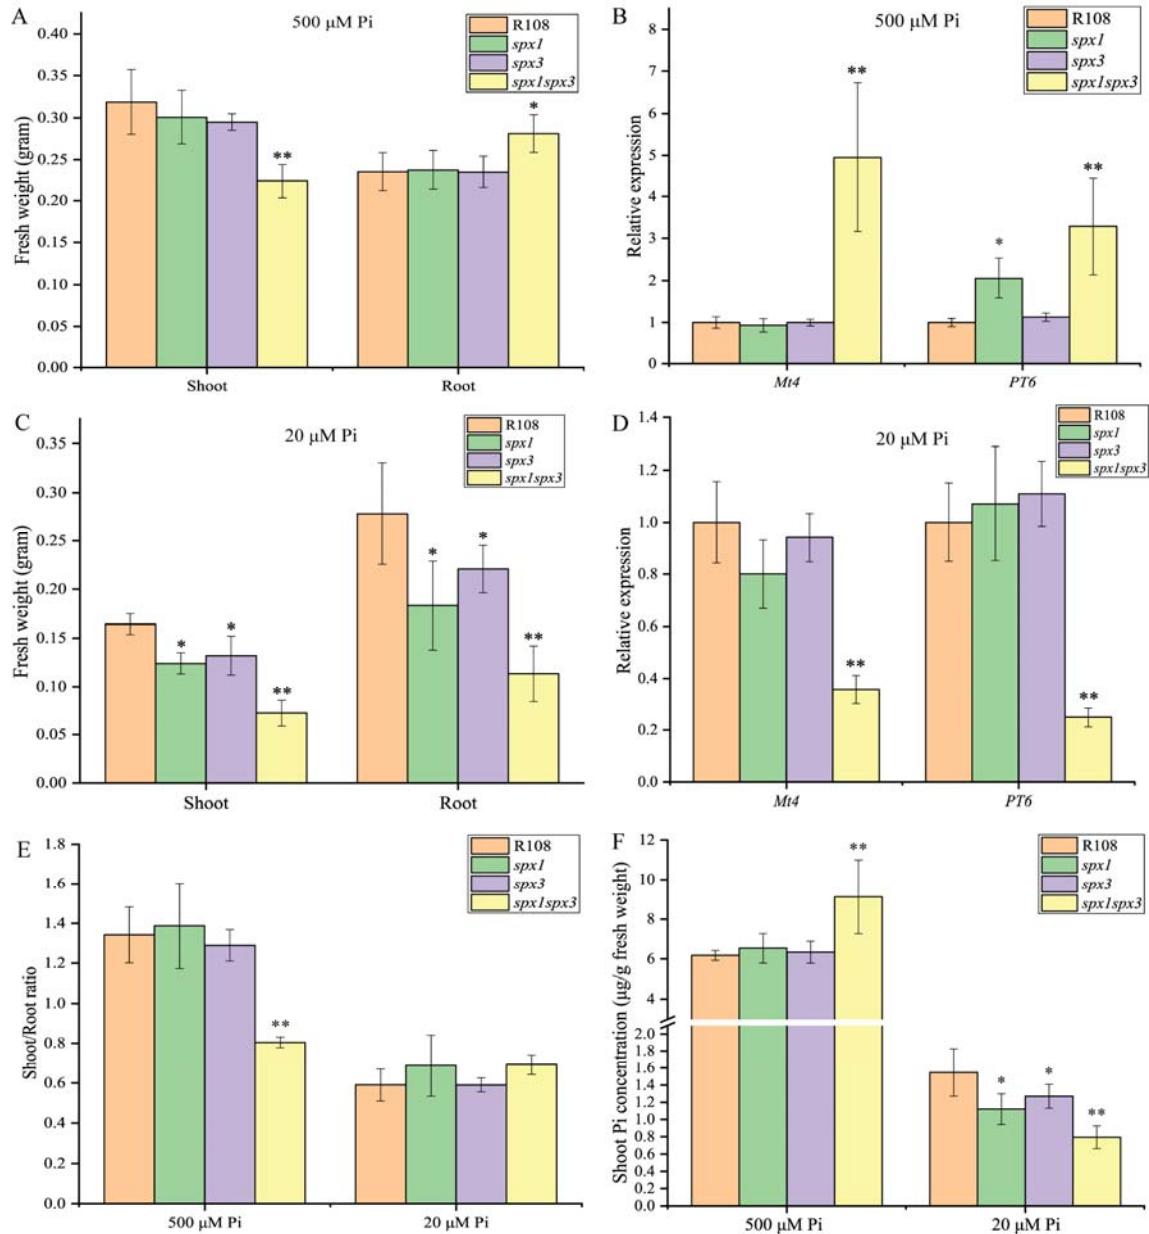 A
500 μM Pi
R108
spx1
spx3
spx1spx3
Fresh weight (gram)
0.40
0.35
0.30
0.25
0.20
0.15
0.10
0.05
0.00
**
*
Shoot
Root
B
500 μM Pi
R108
spx1
spx3
spx1spx3
Relative expression
8
7
6
5
4
3
2
1
0
**
*
**
Mt4
PT6
C
20 μM Pi
R108
spx1
spx3
spx1spx3
Fresh weight (gram)
0.35
0.30
0.25
0.20
0.15
0.10
0.05
0.00
*
*
**
*
*
**
Shoot
Root
D
20 μM Pi
R108
spx1
spx3
spx1spx3
Relative expression
1.4
1.2
1.0
0.8
0.6
0.4
0.2
0.0
**
**
Mt4
PT6
E
R108
spx1
spx3
spx1spx3
Shoot/Root ratio
1.8
1.6
1.4
1.2
1.0
0.8
0.6
0.4
0.2
0.0
**
500 μM Pi
20 μM Pi
F
R108
spx1
spx3
spx1spx3
Shoot Pi concentration (μg/g fresh weight)
12
10
8
6
4
2.0
1.8
1.6
1.4
1.2
1.0
0.8
0.6
0.4
0.2
0.0
**
*
*
**
500 μM Pi
20 μM Pi